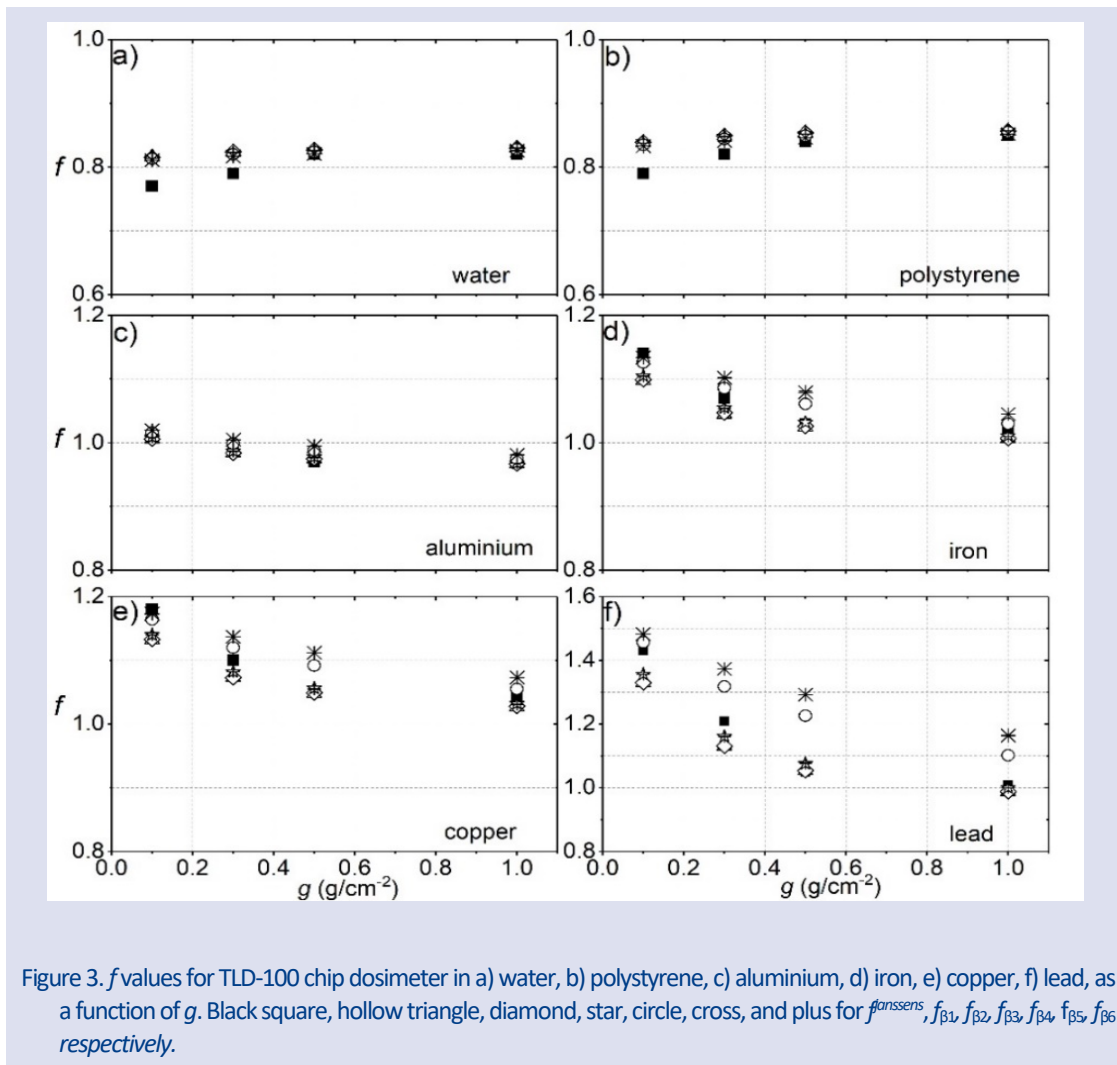 1.0
a)
b)
f 0.8
water
polystyrene
0.6
0.6
1.2
1.2
c)
d)
f 1.0
1.0
aluminium
iron
0.8
0.8
1.2
1.6
e)
f)
1.4
f 1.0
1.2
1.0
copper
lead
0.8
0.8
0.0 0.2 0.4 0.6 0.8 1.0 0.0 0.2 0.4 0.6 0.8 1.0
g (g/cm⁻²) g (g/cm⁻²)
Figure 3. f values for TLD-100 chip dosimeter in a) water, b) polystyrene, c) aluminium, d) iron, e) copper, f) lead, as
a function of g. Black square, hollow triangle, diamond, star, circle, cross, and plus for f^Janssens, fβ1, fβ2, fβ3, fβ4, fβ5, fβ6
respectively.